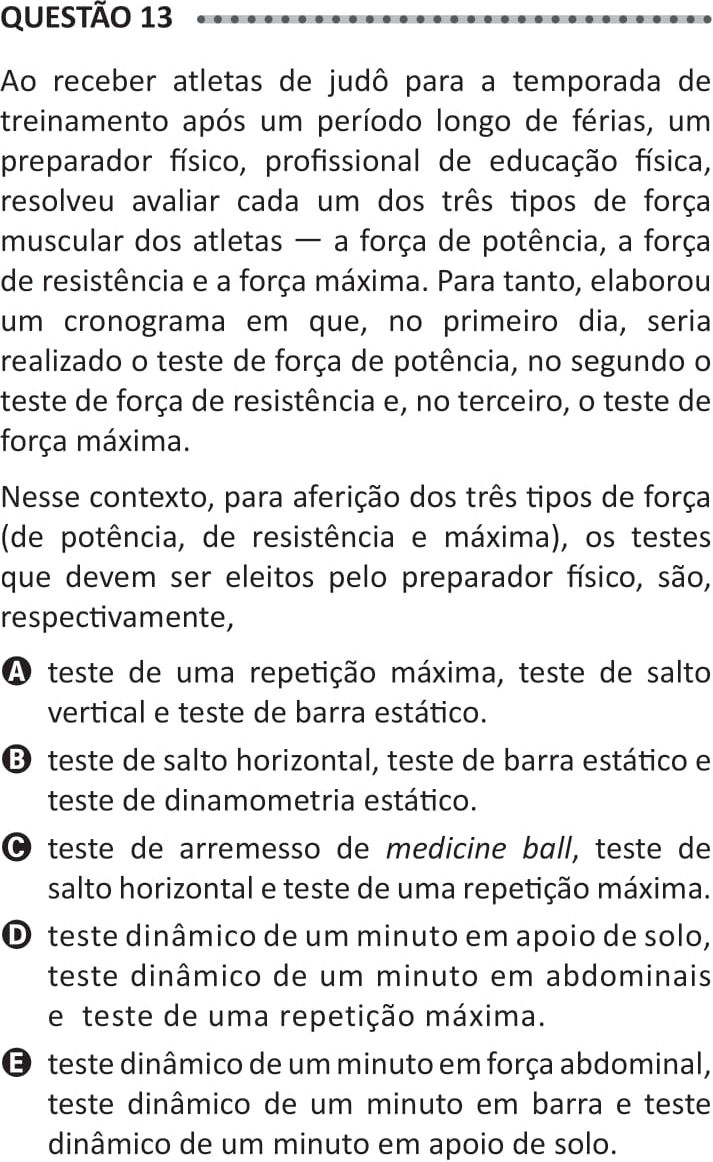 QUESTÃO 13
Ao receber atletas de judô para a temporada de
treinamento após um período longo de férias, um
preparador físico, profissional de educação física,
resolveu avaliar cada um dos três tipos de força
muscular dos atletas — a força de potência, a força
de resistência e a força máxima. Para tanto, elaborou
um cronograma em que, no primeiro dia, seria
realizado o teste de força de potência, no segundo o
teste de força de resistência e, no terceiro, o teste de
força máxima.
Nesse contexto, para aferição dos três tipos de força
(de potência, de resistência e máxima), os testes
que devem ser eleitos pelo preparador físico, são,
respectivamente,
A teste de uma repetição máxima, teste de salto
vertical e teste de barra estático.
B teste de salto horizontal, teste de barra estático e
teste de dinamometria estático.
C teste de arremesso de medicine ball, teste de
salto horizontal e teste de uma repetição máxima.
D teste dinâmico de um minuto em apoio de solo,
teste dinâmico de um minuto em abdominais
e teste de uma repetição máxima.
E teste dinâmico de um minuto em força abdominal,
teste dinâmico de um minuto em barra e teste
dinâmico de um minuto em apoio de solo.